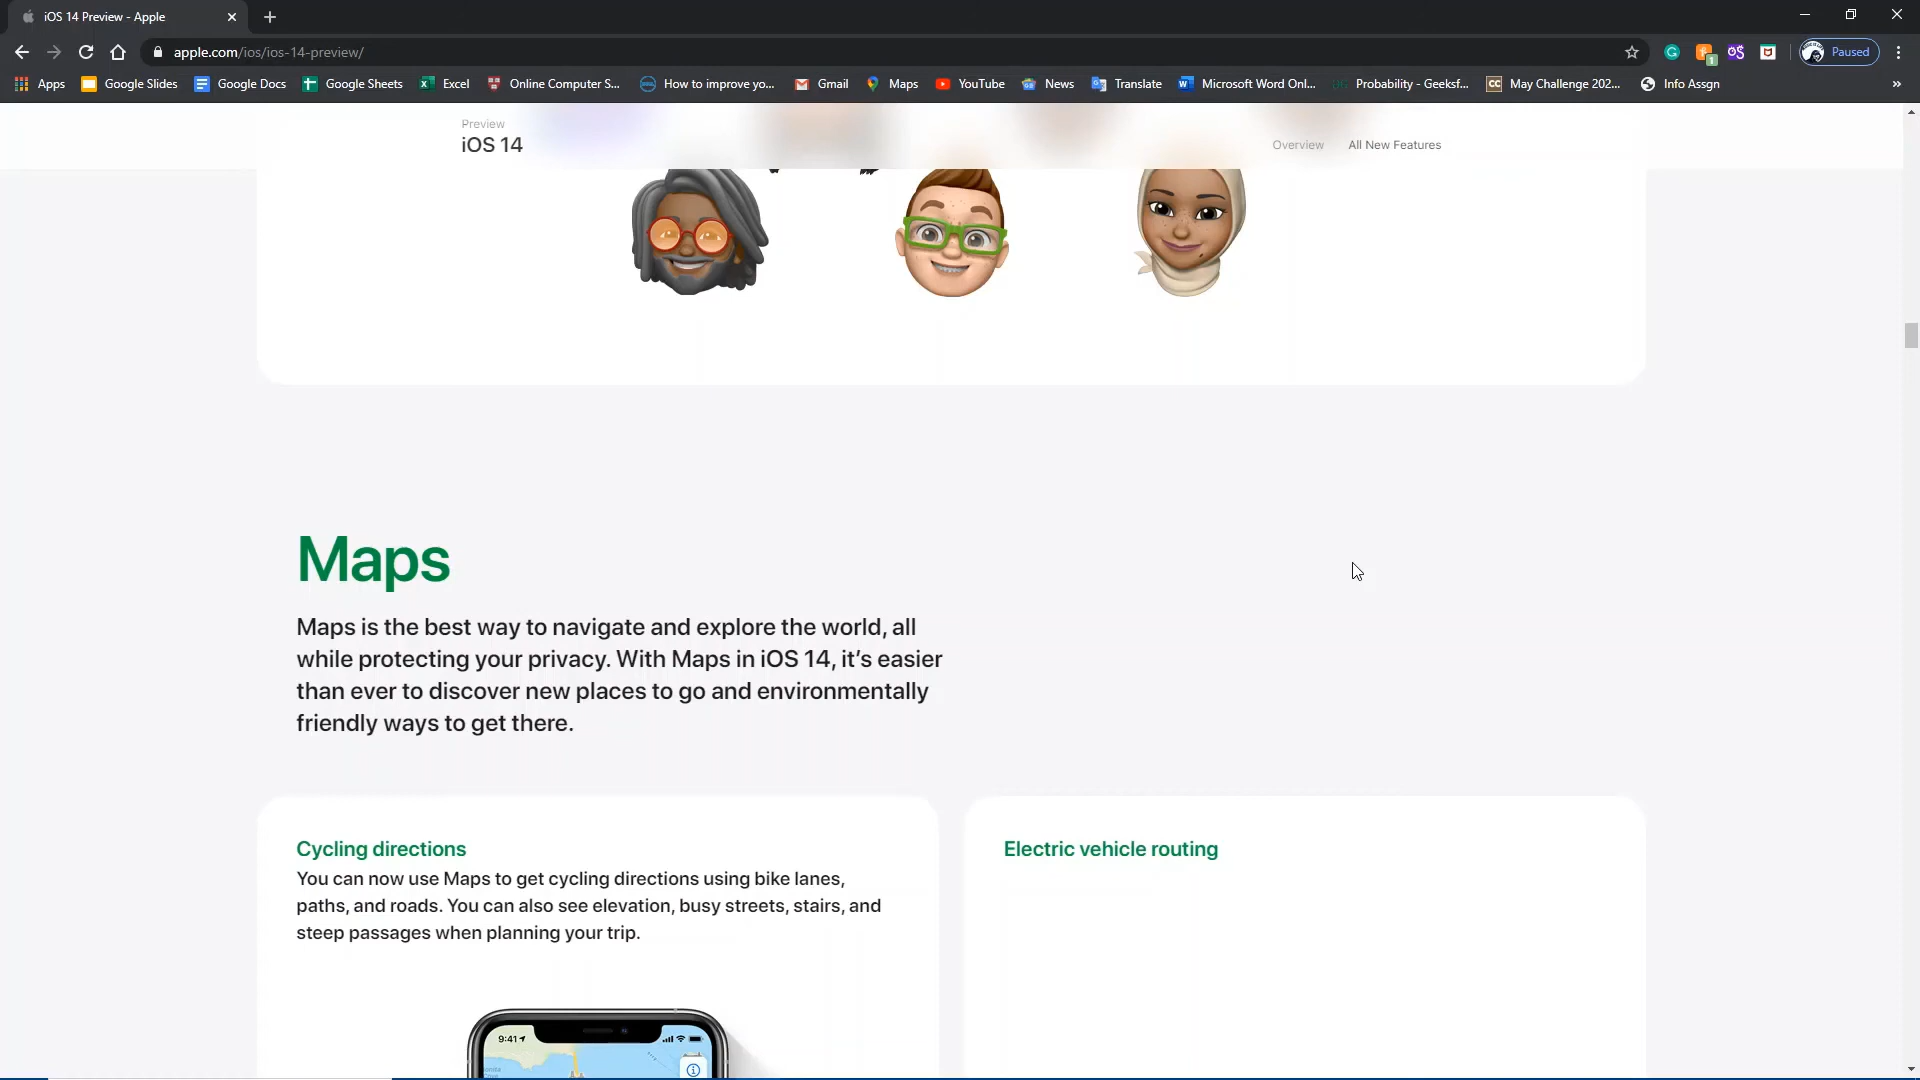 iOS 14 Preview - Apple
apple.com/ios/ios-14-preview/
1
Paused
Apps Google Slides Google Docs Google Sheets Excel Online Computer S... How to improve yo... Gmail Maps YouTube News Translate Microsoft Word Onl... Probability - Geeksf... May Challenge 202... Info Assgn
Preview
iOS 14
Overview All New Features
Maps
Maps is the best way to navigate and explore the world, all
while protecting your privacy. With Maps in iOS 14, it’s easier
than ever to discover new places to go and environmentally
friendly ways to get there.
Cycling directions
You can now use Maps to get cycling directions using bike lanes,
paths, and roads. You can also see elevation, busy streets, stairs, and
steep passages when planning your trip.
9:41
Electric vehicle routing